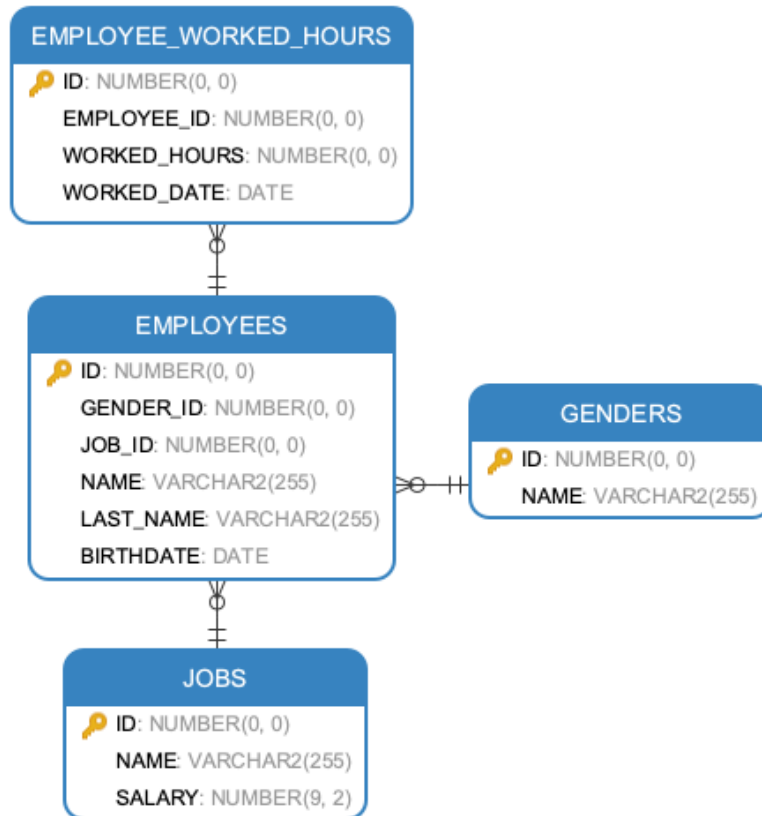 EMPLOYEE_WORKED_HOURS
ID: NUMBER(0, 0)
EMPLOYEE_ID: NUMBER(0, 0)
WORKED_HOURS: NUMBER(0, 0)
WORKED_DATE: DATE
EMPLOYEES
ID: NUMBER(0, 0)
GENDER_ID: NUMBER(0, 0)
JOB_ID: NUMBER(0, 0)
NAME: VARCHAR2(255)
LAST_NAME: VARCHAR2(255)
BIRTHDATE: DATE
GENDERS
ID: NUMBER(0, 0)
NAME: VARCHAR2(255)
JOBS
ID: NUMBER(0, 0)
NAME: VARCHAR2(255)
SALARY: NUMBER(9, 2)